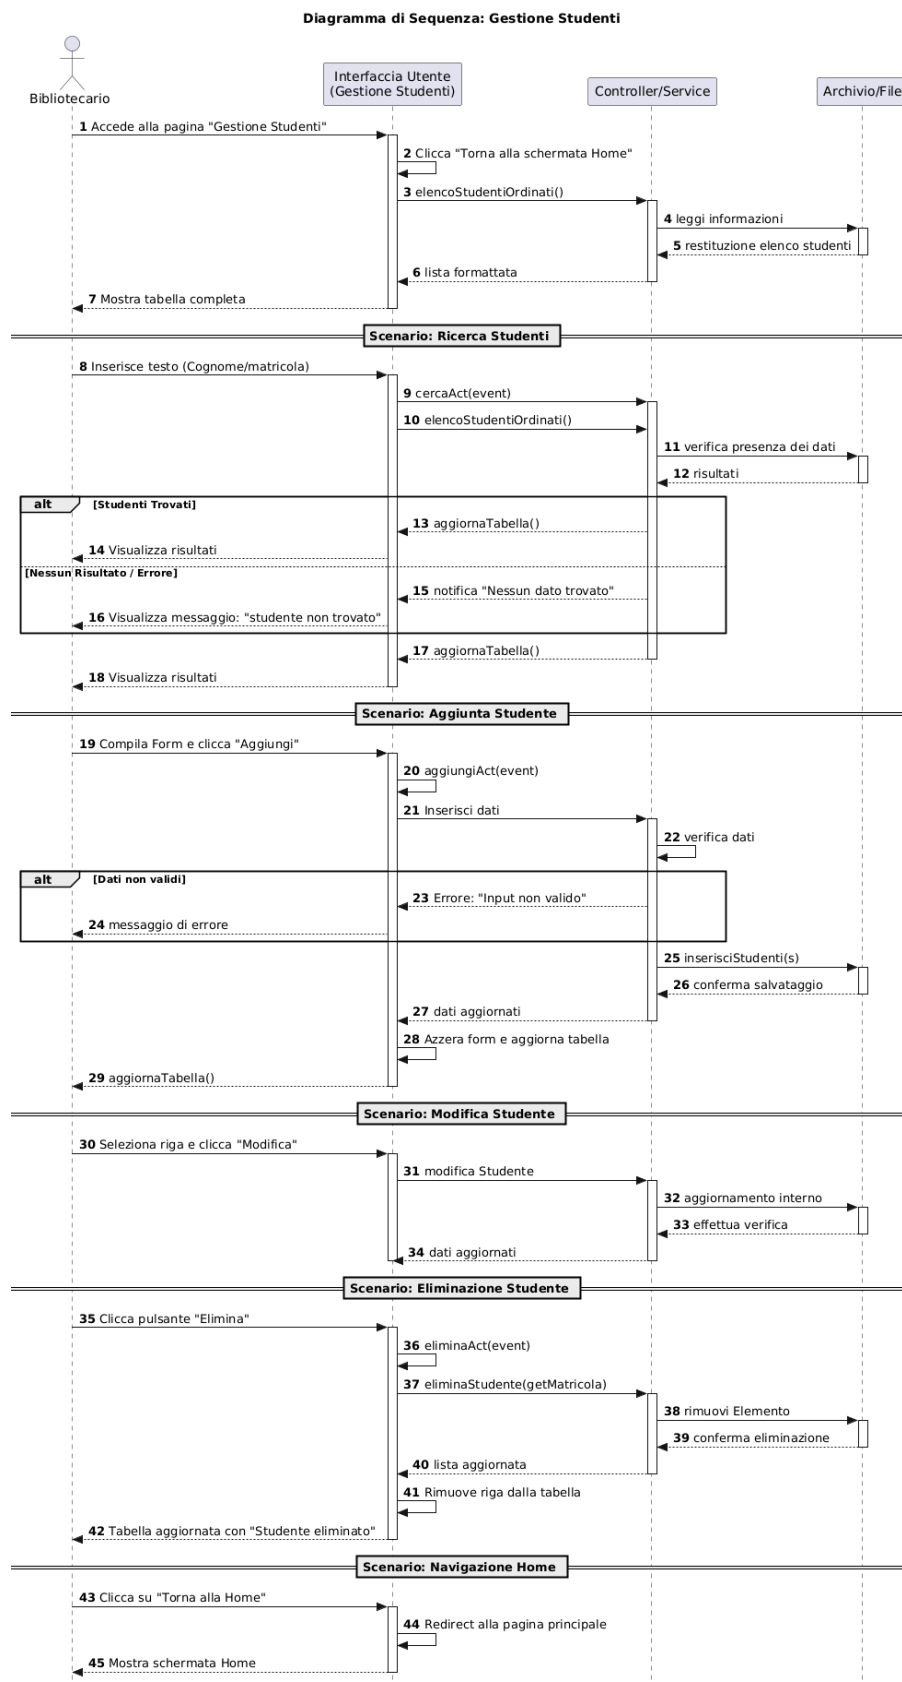 Diagramma di Sequenza: Gestione Studenti
Bibliotecario
Interfaccia Utente
(Gestione Studenti)
Controller/Service
Archivio/File
1 Accede alla pagina "Gestione Studenti"
2 Clicca "Torna alla schermata Home"
3 elencoStudentiOrdinati()
4 leggi informazioni
5 restituzione elenco studenti
6 lista formattata
7 Mostra tabella completa
Scenario: Ricerca Studenti
8 Inserisce testo (Cognome/matricola)
9 cercaAct(event)
10 elencoStudentiOrdinati()
11 verifica presenza dei dati
12 risultati
alt [Studenti Trovati]
13 aggiornaTabella()
14 Visualizza risultati
[Nessun Risultato / Errore]
15 notifica "Nessun dato trovato"
16 Visualizza messaggio: "studente non trovato"
17 aggiornaTabella()
18 Visualizza risultati
Scenario: Aggiunta Studente
19 Compila Form e clicca "Aggiungi"
20 aggiungiAct(event)
21 Inserisci dati
22 verifica dati
alt [Dati non validi]
23 Errore: "Input non valido"
24 messaggio di errore
25 inserisciStudenti(s)
26 conferma salvataggio
27 dati aggiornati
28 Azzera form e aggiorna tabella
29 aggiornaTabella()
Scenario: Modifica Studente
30 Seleziona riga e clicca "Modifica"
31 modifica Studente
32 aggiornamento interno
33 effettua verifica
34 dati aggiornati
Scenario: Eliminazione Studente
35 Clicca pulsante "Elimina"
36 eliminaAct(event)
37 eliminaStudente(getMatricola)
38 rimuovi Elemento
39 conferma eliminazione
40 lista aggiornata
41 Rimuove riga dalla tabella
42 Tabella aggiornata con "Studente eliminato"
Scenario: Navigazione Home
43 Clicca su "Torna alla Home"
44 Redirect alla pagina principale
45 Mostra schermata Home